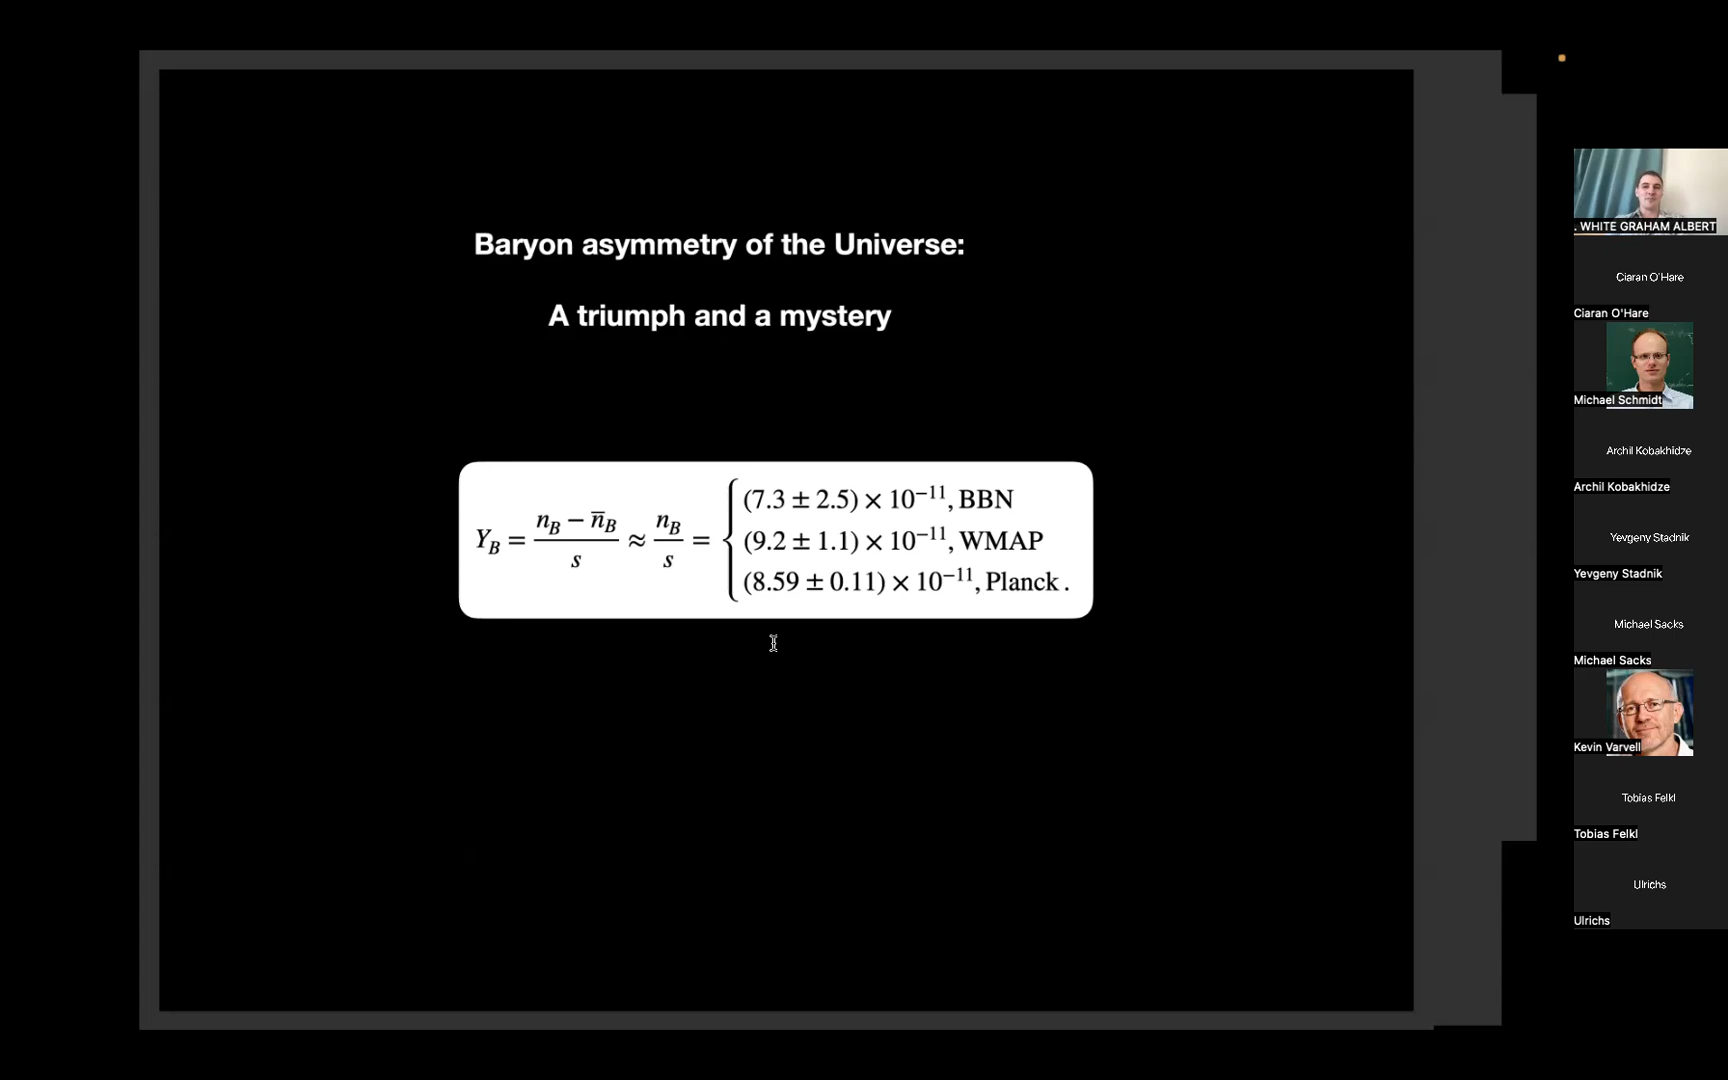 Baryon asymmetry of the Universe:
A triumph and a mystery
Y_B = \frac{n_B - \overline{n}_B}{s} ≈ \frac{n_B}{s} = { (7.3 ± 2.5) × 10^{−11}, BBN
(9.2 ± 1.1) × 10^{−11}, WMAP
(8.59 ± 0.11) × 10^{−11}, Planck .
. WHITE GRAHAM ALBERT
Ciaran O'Hare
Ciaran O'Hare
Michael Schmidt
Archil Kobakhidze
Archil Kobakhidze
Yevgeny Stadnik
Yevgeny Stadnik
Michael Sacks
Michael Sacks
Kevin Varvell
Tobias Felkl
Tobias Felkl
Ulrichs
Ulrichs